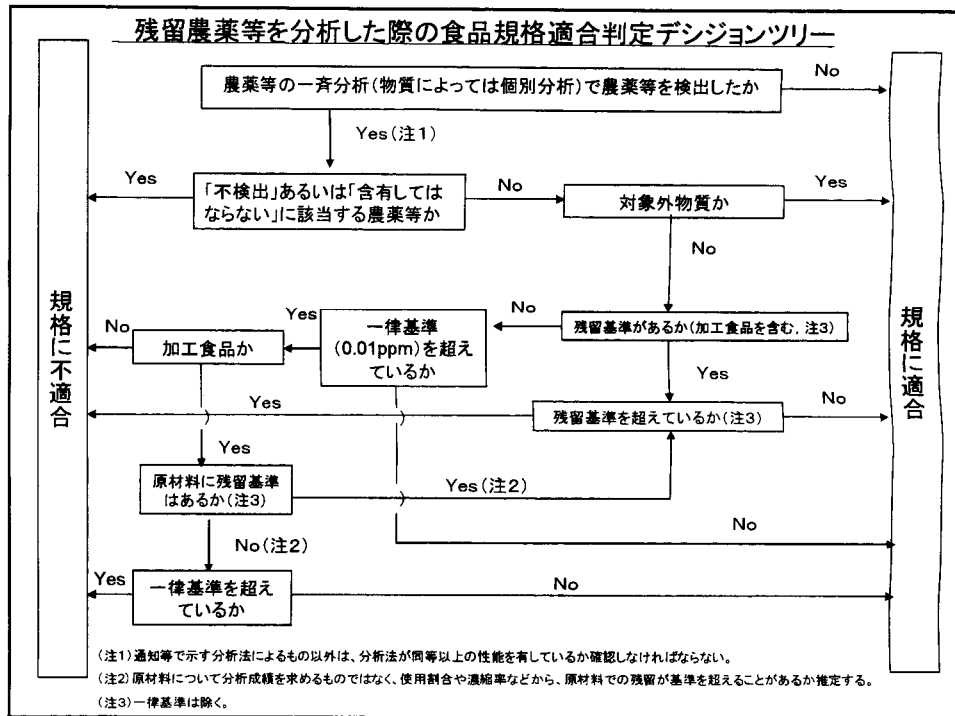 残留農薬等を分析した際の食品規格適合判定デシジョンツリー
農薬等の一斉分析(物質によっては個別分析)で農薬等を検出したか
No
Yes(注1)
Yes
「不検出」あるいは「含有しては
ならない」に該当する農薬等か
No
対象外物質か
Yes
No
規格に不適合
規格に適合
No
加工食品か
Yes
一律基準
(0.01ppm)を超え
ているか
No
残留基準があるか(加工食品を含む、注3)
Yes
Yes
残留基準を超えているか(注3)
No
Yes
原材料に残留基準
はあるか(注3)
Yes(注2)
No
No(注2)
Yes
一律基準を超え
ているか
No
(注1)通知等で示す分析法によるもの以外は、分析法が同等以上の性能を有しているか確認しなければならない。
(注2)原材料について分析成績を求めるものではなく、使用割合や濃縮率などから、原材料での残留が基準を超えることがあるか推定する。
(注3)一律基準は除く。